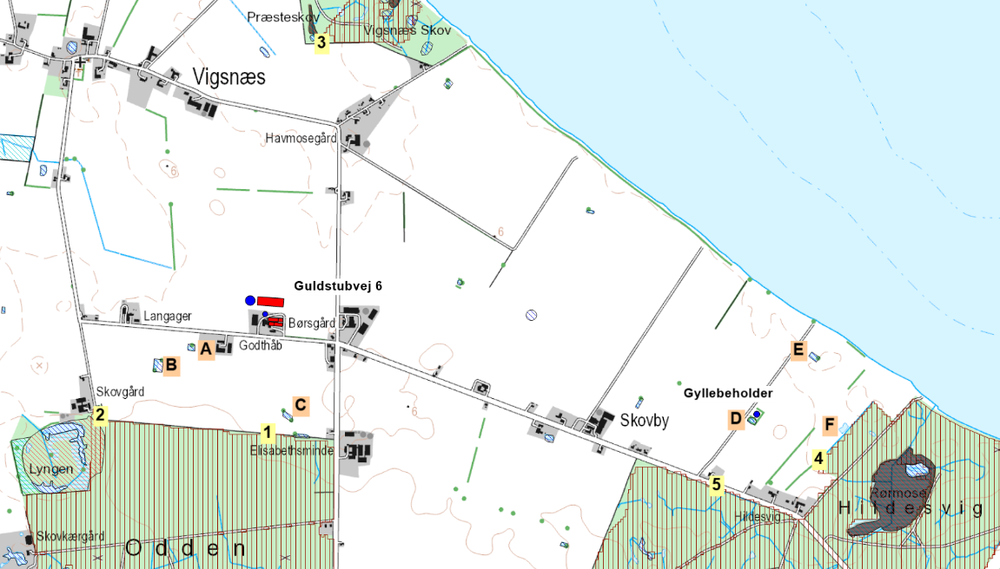 Præsteskov
Vigsnæs Skov
3
Vigsnæs
Havmosegård
6
6
Guldstubvej 6
Langager
Børsgård
Godthåb
A
B
E
Skovgård
C
6
Gyllebeholder
2
1
Skovby
D
F
Elisabethsminde
4
Lyngen
5
Rørmose
Hildesvig
Hildesvig
Skovkærgård
Odden